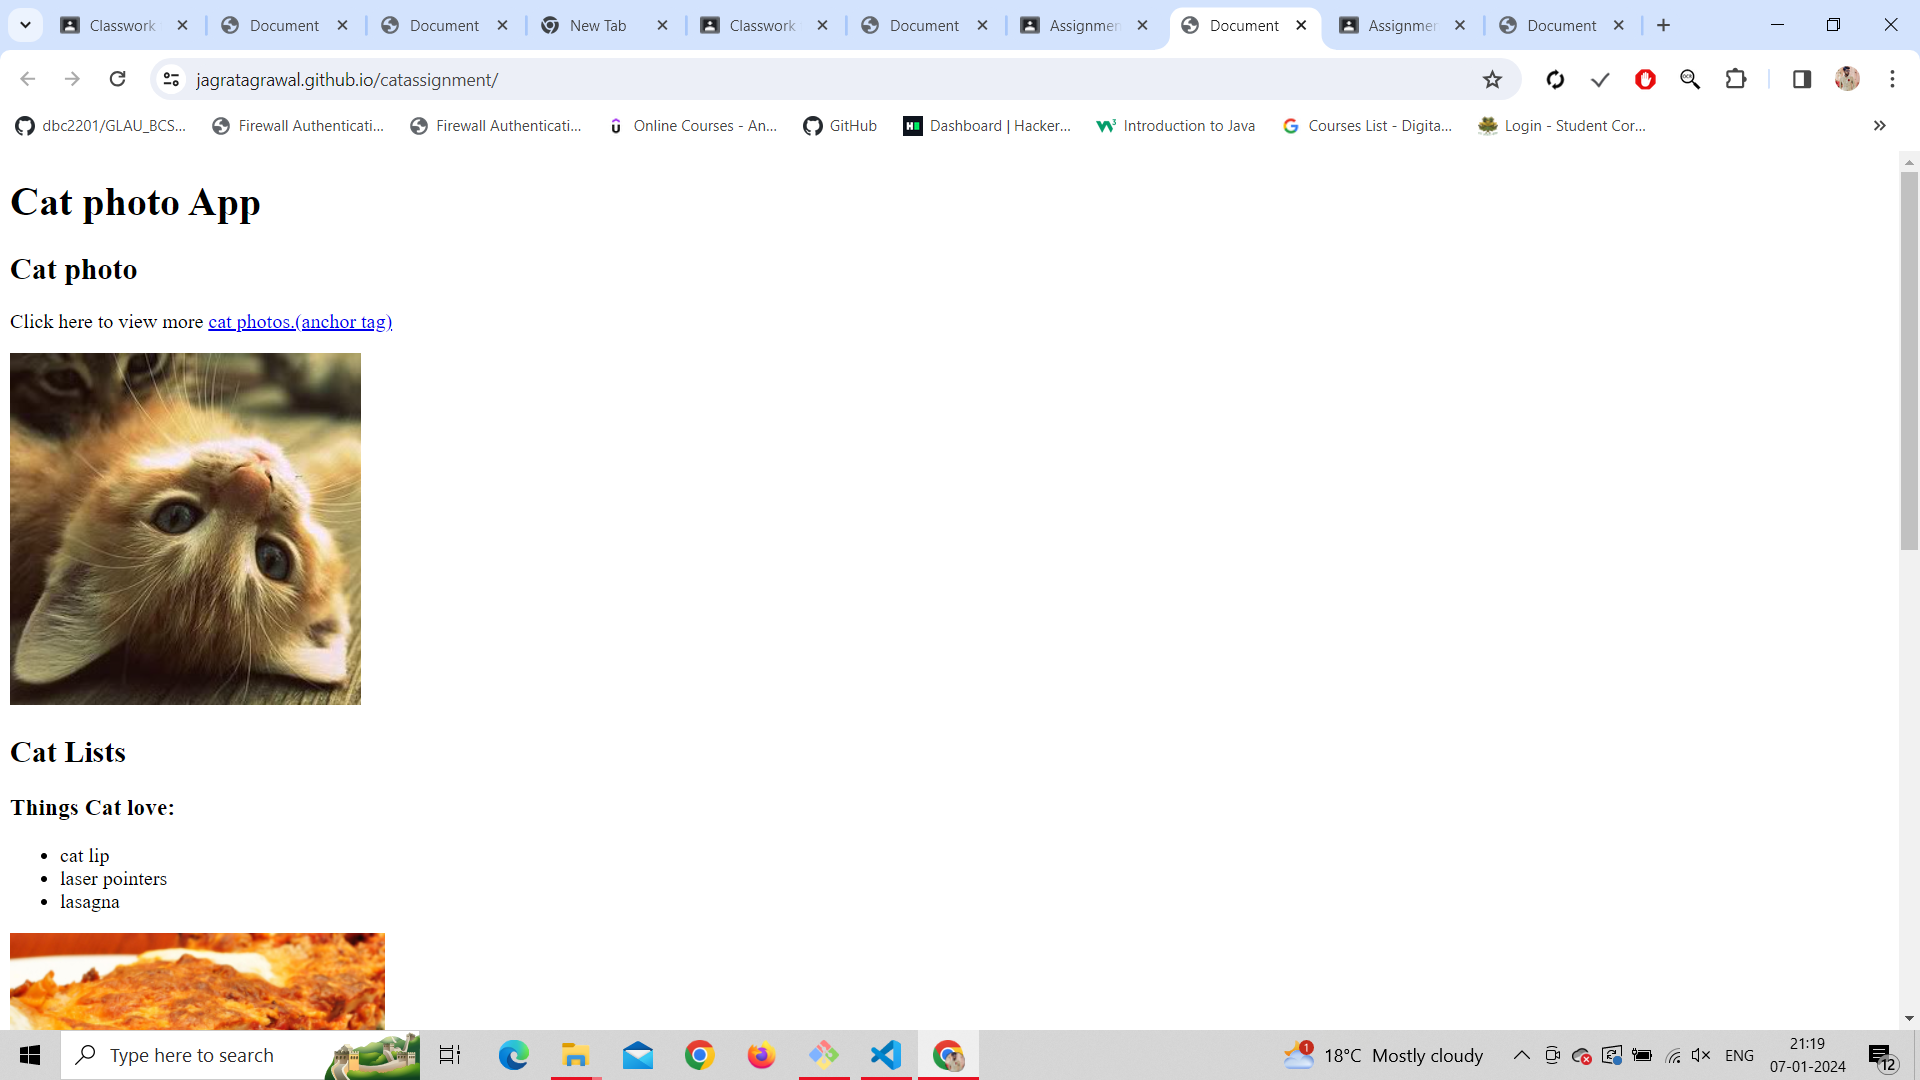 Classwork
Document
Document
New Tab
Classwork
Document
Assignmen
Document
Assignmer
Document
jagratagrawal.github.io/catassignment/
dbc2201/GLAU_BCS...
Firewall Authenticati...
Firewall Authenticati...
Online Courses - An...
GitHub
Dashboard | Hacker...
Introduction to Java
Courses List - Digita...
Login - Student Cor...
Cat photo App
Cat photo
Click here to view more cat photos.(anchor tag)
Cat Lists
Things Cat love:
• cat lip
• laser pointers
• lasagna
Type here to search
1
18°C Mostly cloudy
ENG
21:19
07-01-2024
12